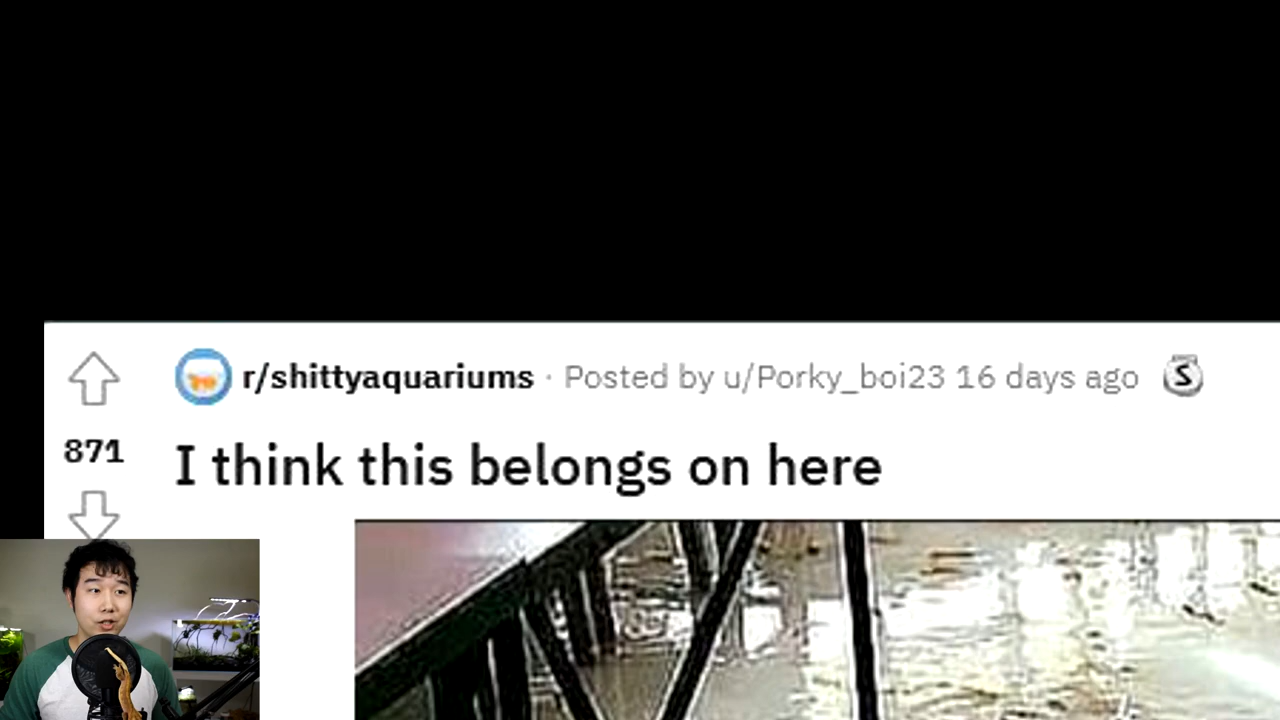 r/shittyaquariums · Posted by u/Porky_boi23 16 days ago
871
I think this belongs on here